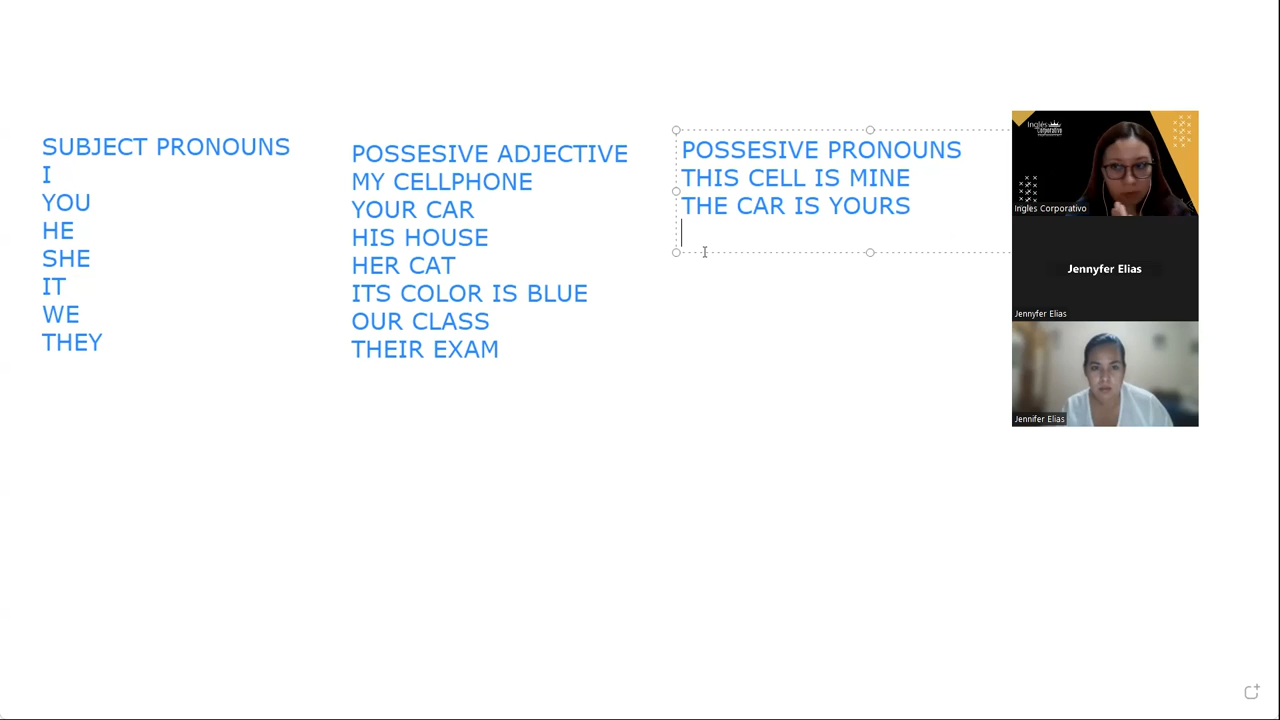 SUBJECT PRONOUNS
I
YOU
HE
SHE
IT
WE
THEY
POSSESIVE ADJECTIVE
MY CELLPHONE
YOUR CAR
HIS HOUSE
HER CAT
ITS COLOR IS BLUE
OUR CLASS
THEIR EXAM
POSSESIVE PRONOUNS
THIS CELL IS MINE
THE CAR IS YOURS
Inglés
Corporativo
Ingles Corporativo
Jennyfer Elias
Jennyfer Elias
Jennifer Elias